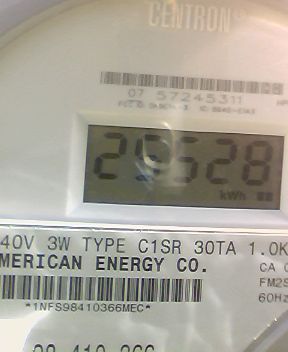 CENTRON
07 57245311
29528
kWh
40V 3W TYPE C1SR 30TA 1.0K
MERICAN ENERGY CO.
CA 0
FM2S
60Hz
*1NFS98410366MEC*